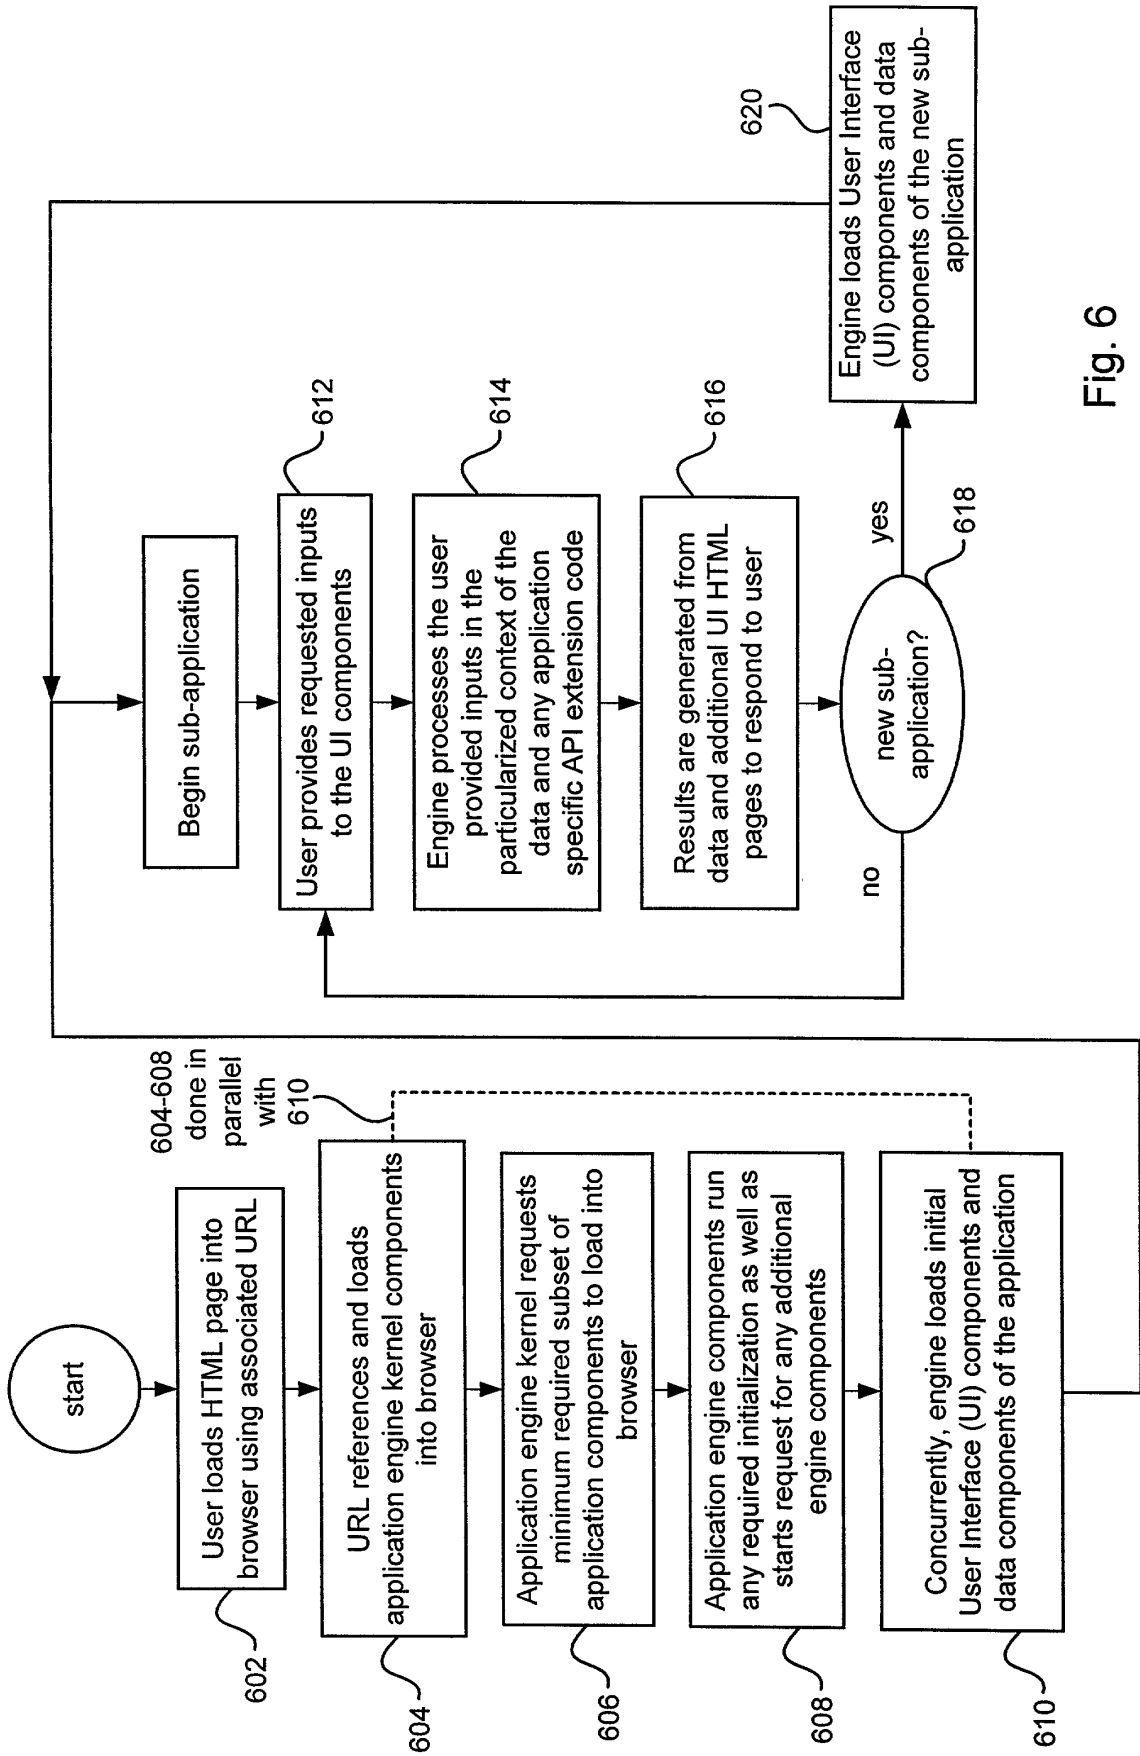 start
User loads HTML page into
browser using associated URL
602
604-608
done in
parallel
with
610
URL references and loads
application engine kernel components
into browser
604
Application engine kernel requests
minimum required subset of
application components to load into
browser
606
Application engine components run
any required initialization as well as
starts request for any additional
engine components
608
Concurrently, engine loads initial
User Interface (UI) components and
data components of the application
610
Begin sub-application
User provides requested inputs
to the UI components
612
Engine processes the user
provided inputs in the
particularized context of the
data and any application
specific API extension code
614
Results are generated from
data and additional UI HTML
pages to respond to user
616
new sub-
application?
618
no
yes
Engine loads User Interface
(UI) components and data
components of the new sub-
application
620
Fig. 6